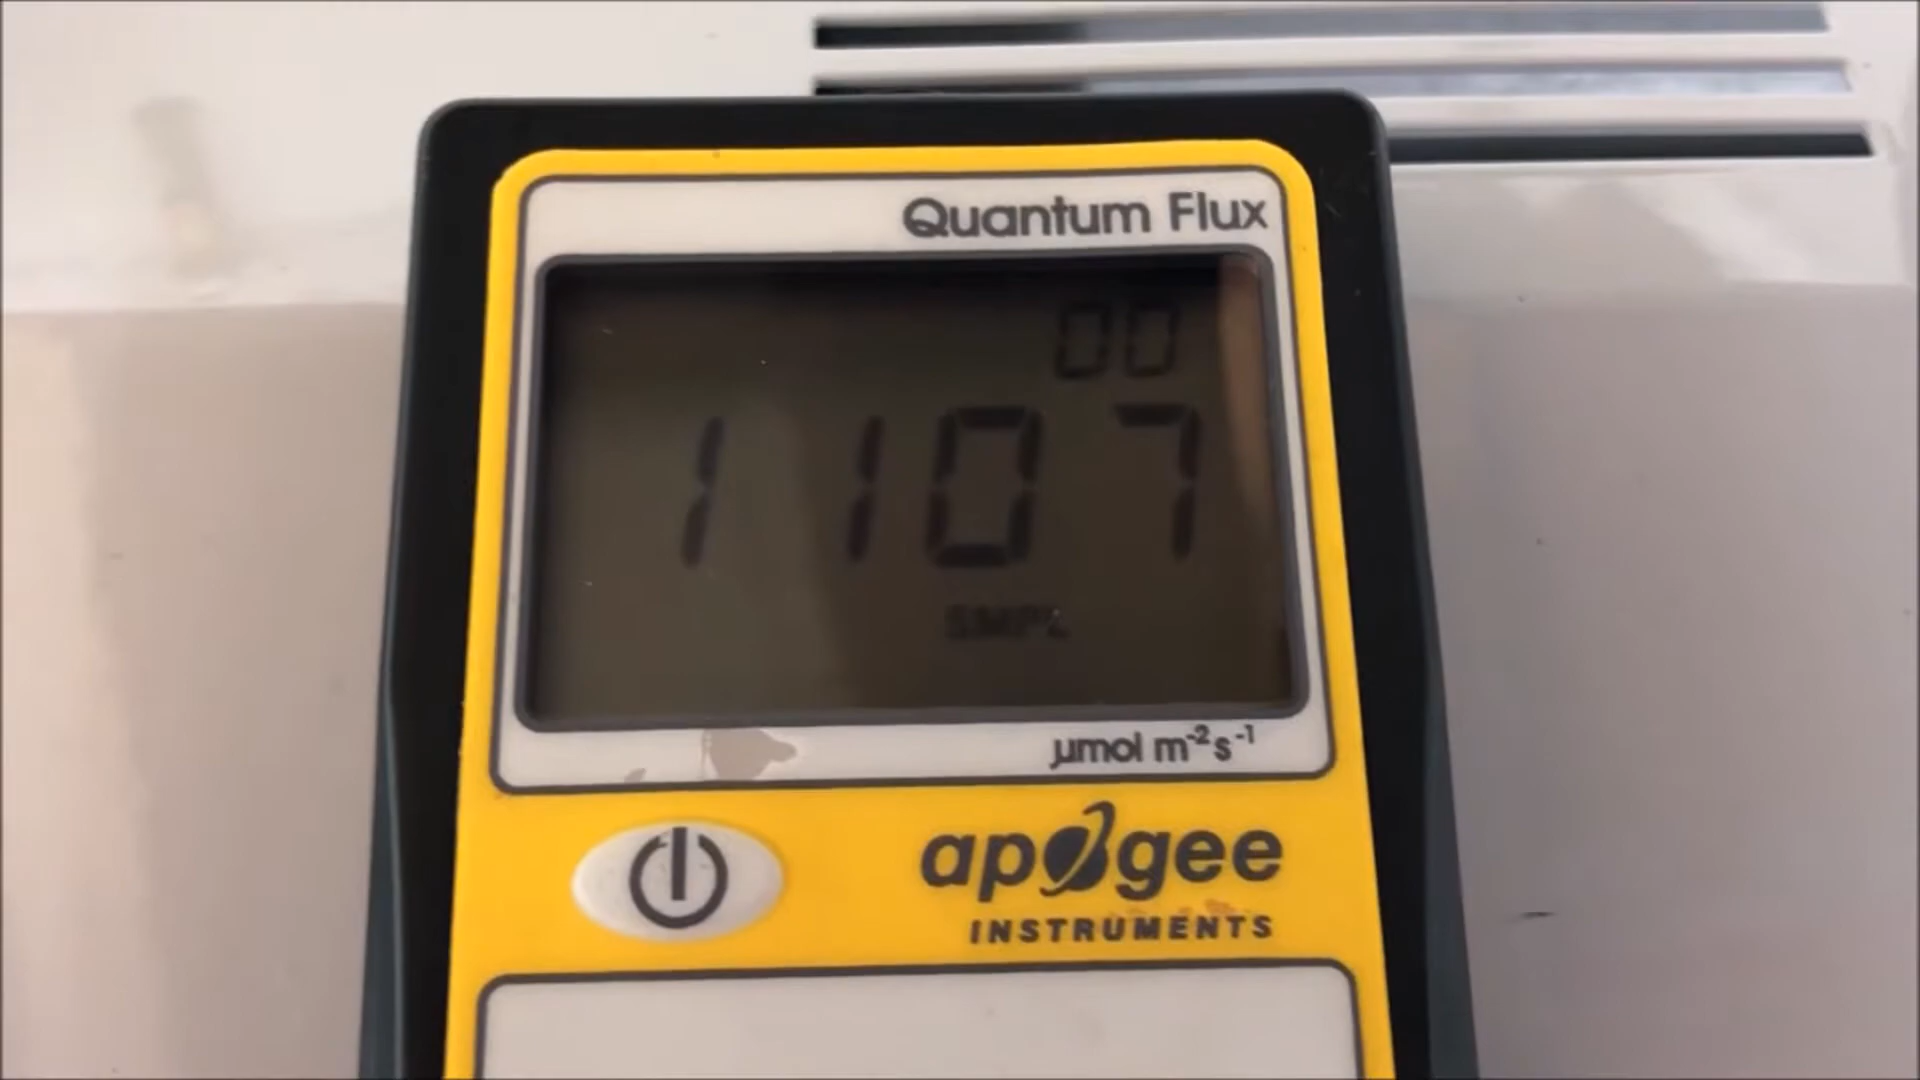 Quantum Flux
00
1107
SMPL
µmol m⁻²s⁻¹
apogee
INSTRUMENTS